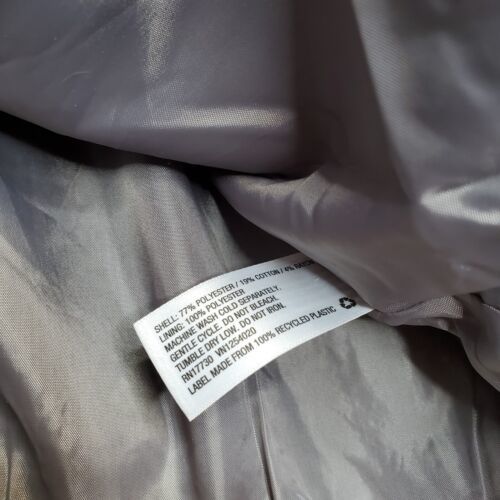 SHELL: 77% POLYESTER / 19% COTTON / 4%
LINING: 100% POLYESTER
MACHINE WASH COLD SEPARATELY.
GENTLE CYCLE. DO NOT BLEACH.
TUMBLE DRY LOW. DO NOT IRON.
RN17730 VN1254020
LABEL MADE FROM 100% RECYCLED PLASTIC